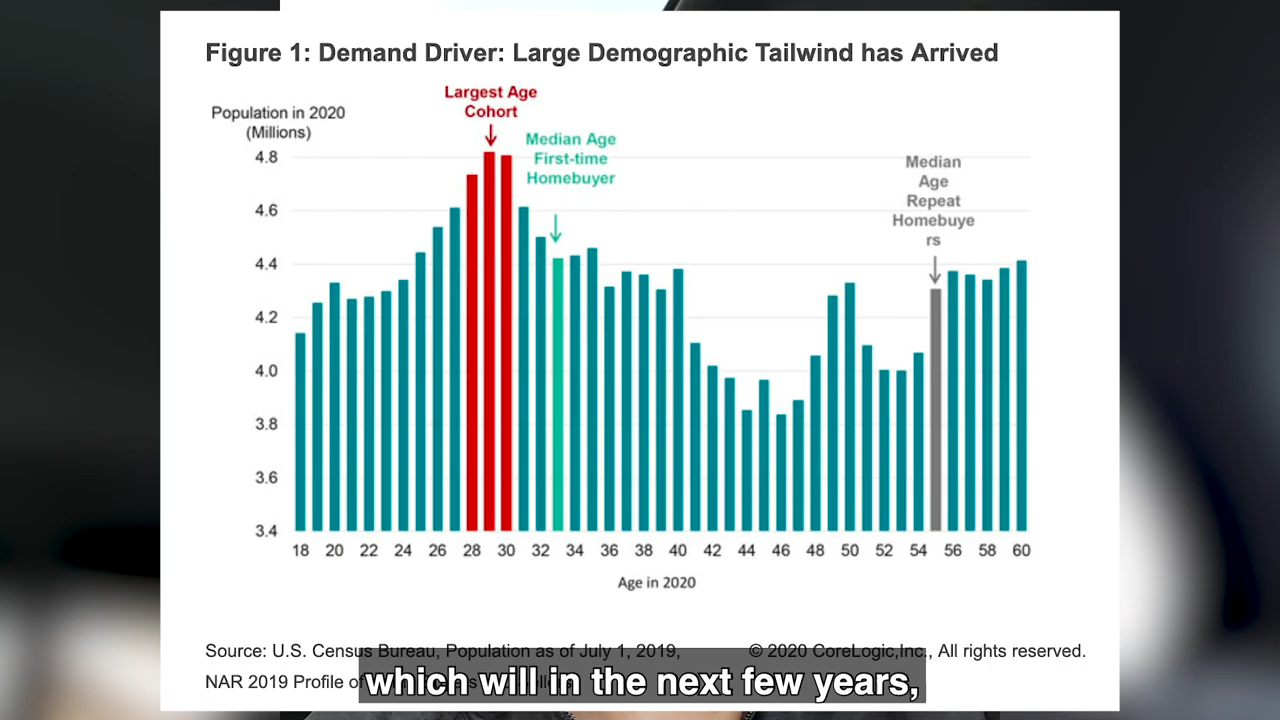 Figure 1: Demand Driver: Large Demographic Tailwind has Arrived
Largest Age
Cohort
Population in 2020
(Millions)
Median Age
First-time
Homebuyer
Median
Age
Repeat
Homebuye
rs
4.8
4.6
4.4
4.2
4.0
3.8
3.6
3.4
18 20 22 24 26 28 30 32 34 36 38 40 42 44 46 48 50 52 54 56 58 60
Age in 2020
Source: U.S. Census Bureau, Population as of July 1, 2019,
© 2020 CoreLogic,Inc., All rights reserved.
NAR 2019 Profile of
which will in the next few years,